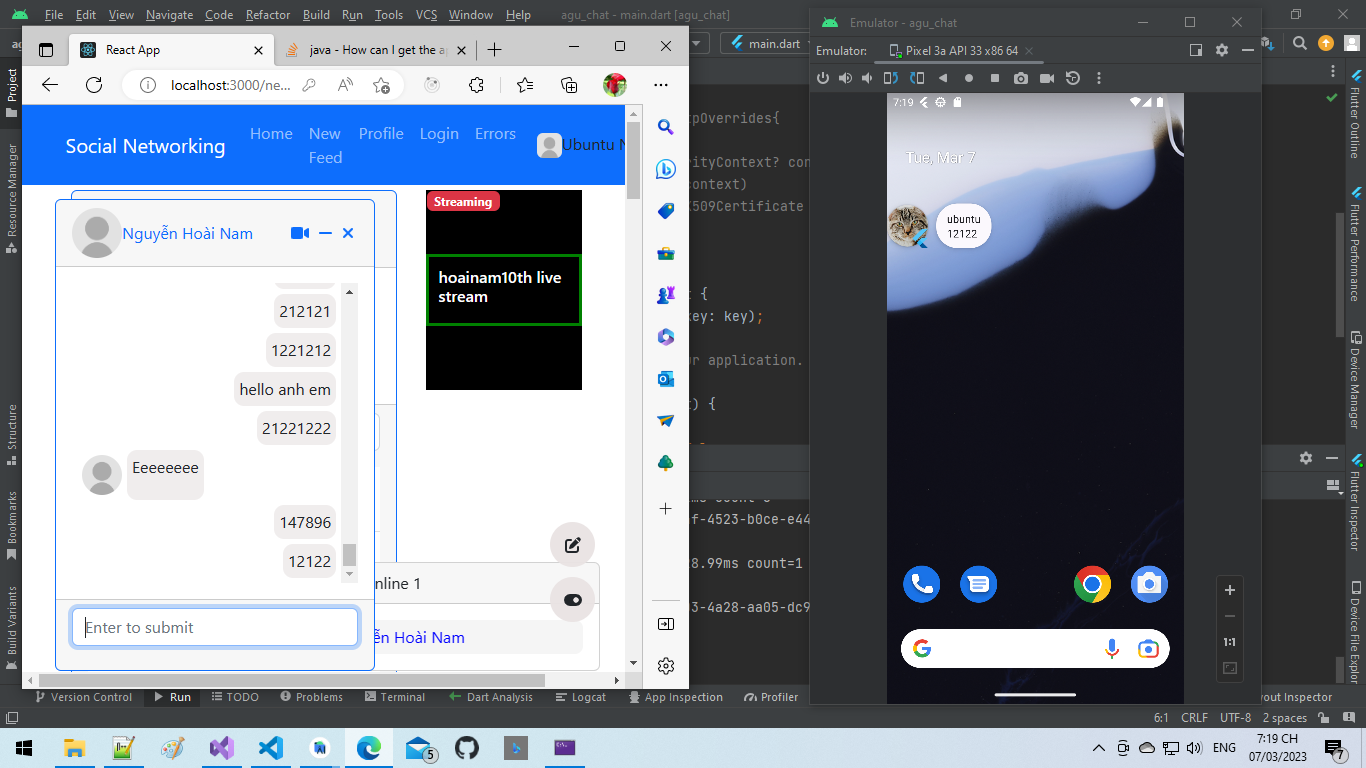 File Edit View Navigate Code Refactor Build Run Tools VCS Window Help agu_chat - main.dart [agu_chat]
main.dart
Project
Resource Manager
Structure
Bookmarks
Build Variants
React App
java - How can I get the a
localhost:3000/ne...
Social Networking
Home
New Feed
Profile
Login
Errors
Ubuntu N
Nguyễn Hoài Nam
212121
1221212
hello anh em
21221222
Eeeeeeee
147896
12122
Enter to submit
Streaming
hoainam10th live
stream
nline 1
ễn Hoài Nam
pOverrides{
vityContext? con
context)
X509Certificate
t {
key: key);
ur application.
t) {
f-4523-b0ce-e44
8.99ms count=1
3-4a28-aa05-dc9
Emulator - agu_chat
Emulator: Pixel 3a API 33 x86 64
7:19
Tue, Mar 7
ubuntu
12122
1:1
Flutter Outline
Flutter Performance
Device Manager
Flutter Inspector
Device File Explor
Version Control Run TODO Problems Terminal Dart Analysis Logcat App Inspection Profiler
yout Inspector
6:1 CRLF UTF-8 2 spaces
5
ENG
7:19 CH
07/03/2023
7